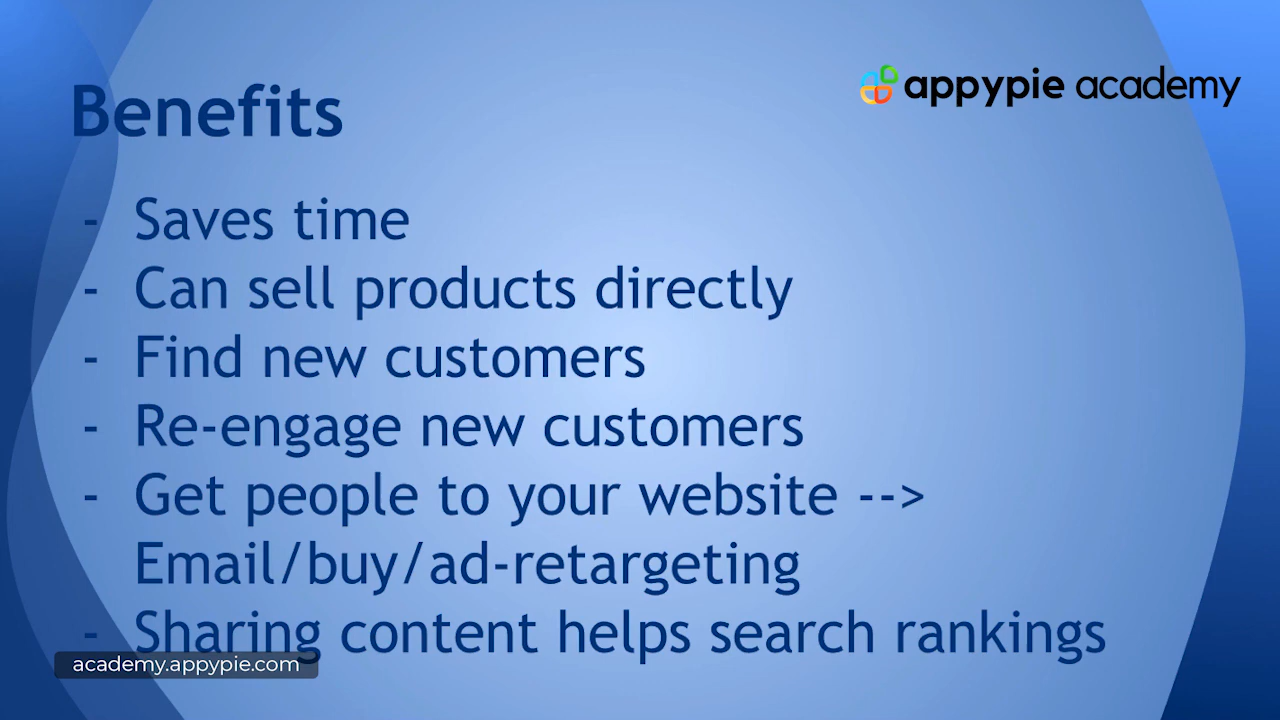 appypie academy
Benefits
- Saves time
- Can sell products directly
- Find new customers
- Re-engage new customers
- Get people to your website -->
Email/buy/ad-retargeting
- Sharing content helps search rankings
academy.appypie.com